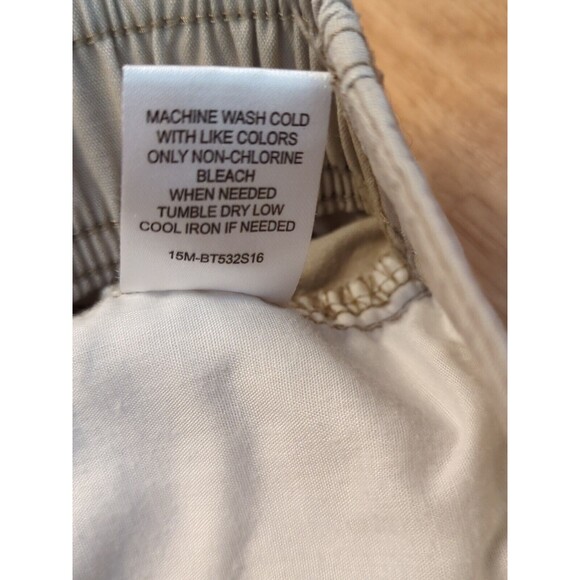 MACHINE WASH COLD
WITH LIKE COLORS
ONLY NON-CHLORINE
BLEACH
WHEN NEEDED
TUMBLE DRY LOW
COOL IRON IF NEEDED
15M-BT532S16